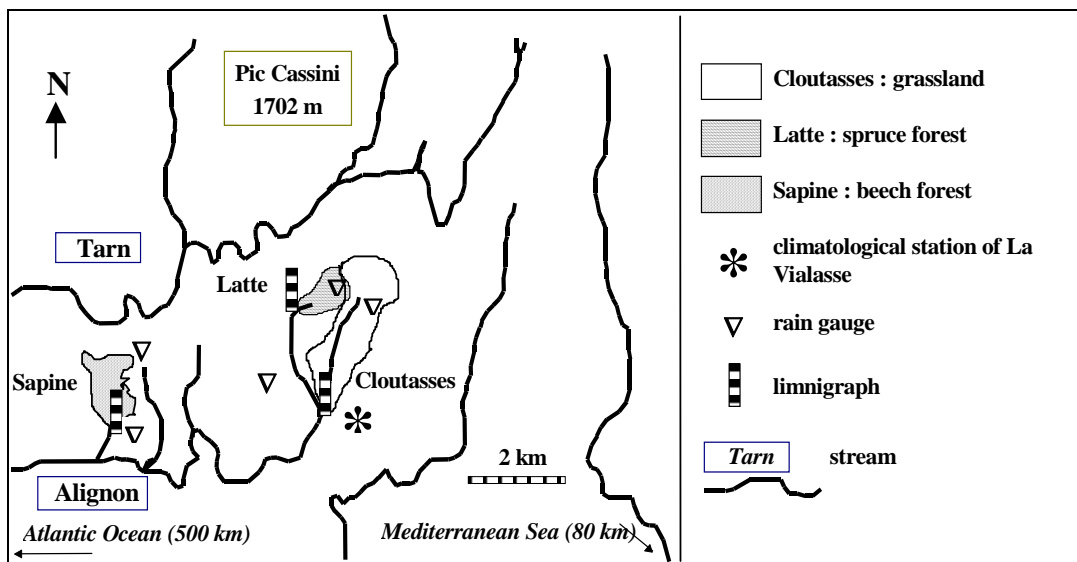 Pic Cassini
1702 m
N
Tarn
Latte
Sapine
Cloutasses
2 km
Alignon
Atlantic Ocean (500 km)
Mediterranean Sea (80 km)
Cloutasses : grassland
Latte : spruce forest
Sapine : beech forest
climatological station of La
Vialasse
rain gauge
limnigraph
Tarn stream